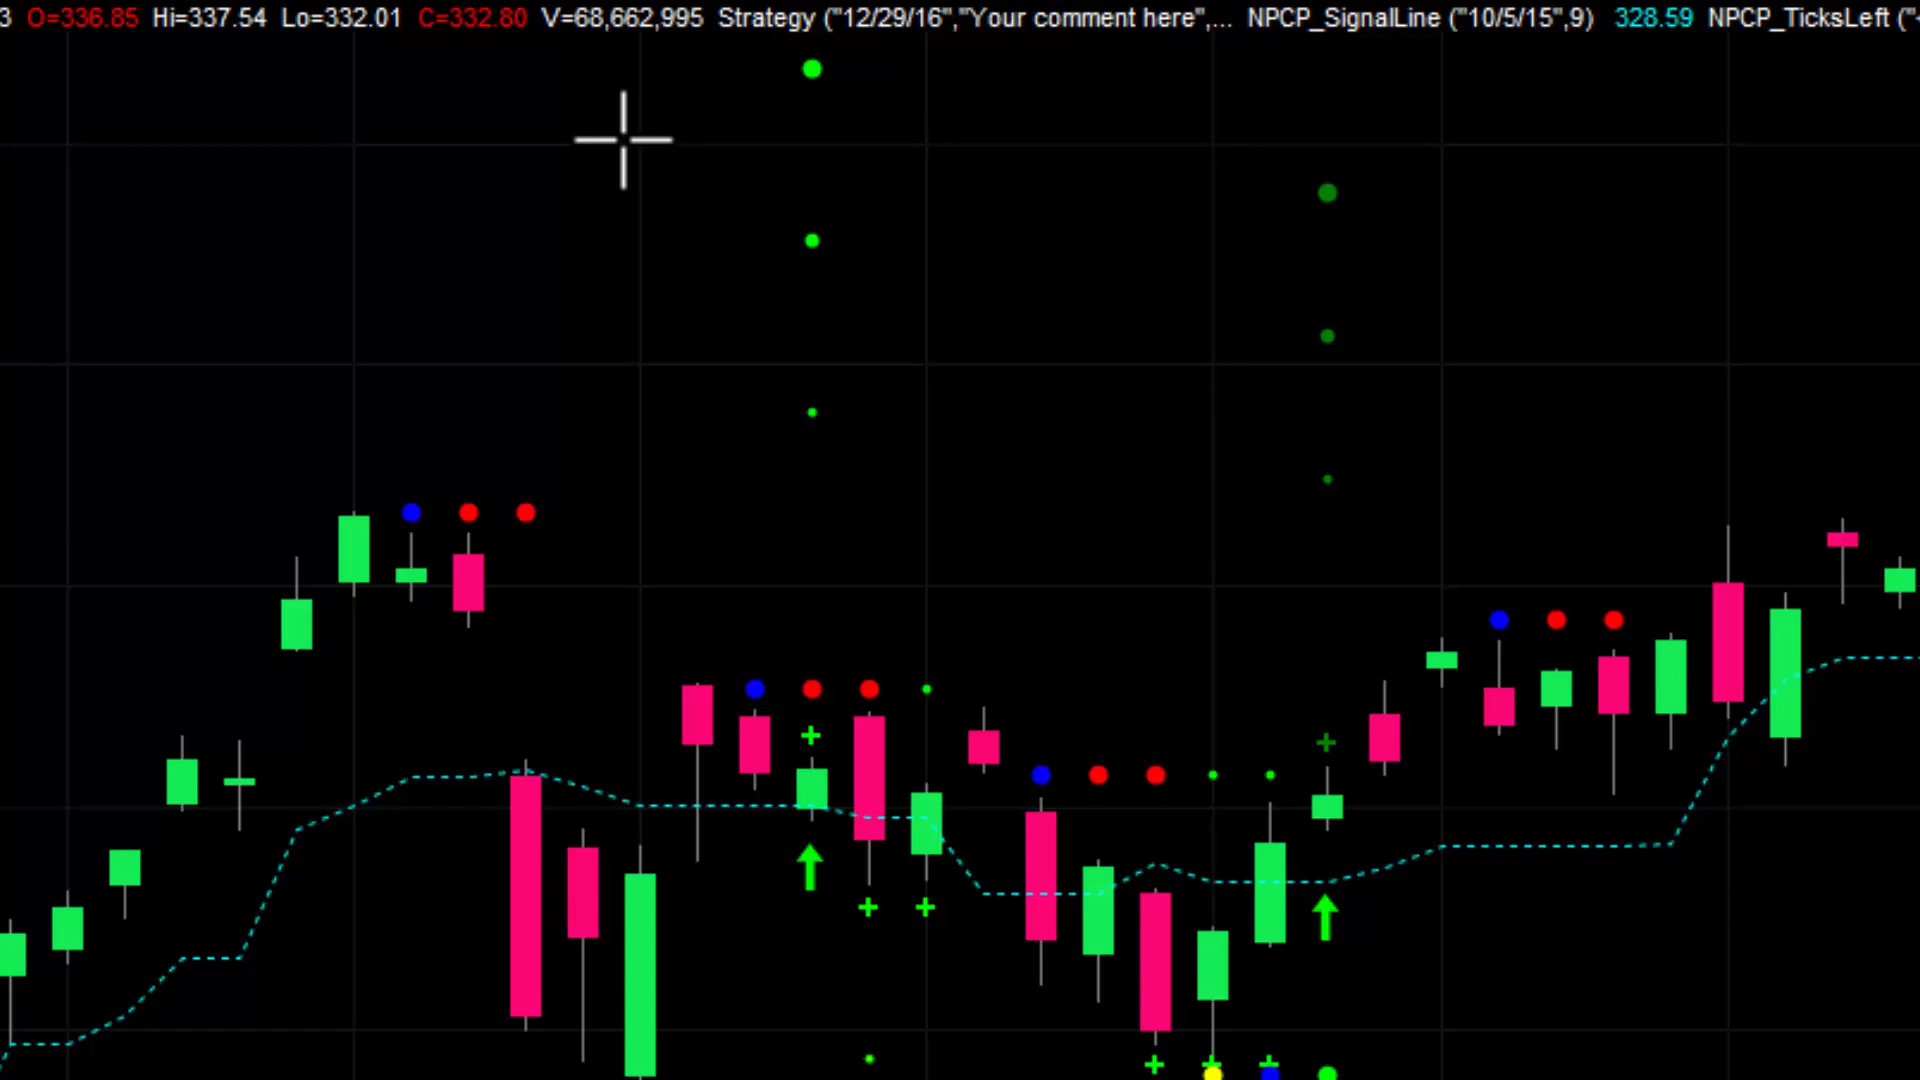 3 O=336.85 Hi=337.54 Lo=332.01 C=332.80 V=68,662,995 Strategy ("12/29/16","Your comment here",... NPCP_SignalLine ("10/5/15",9) 328.59 NPCP_TicksLeft ("